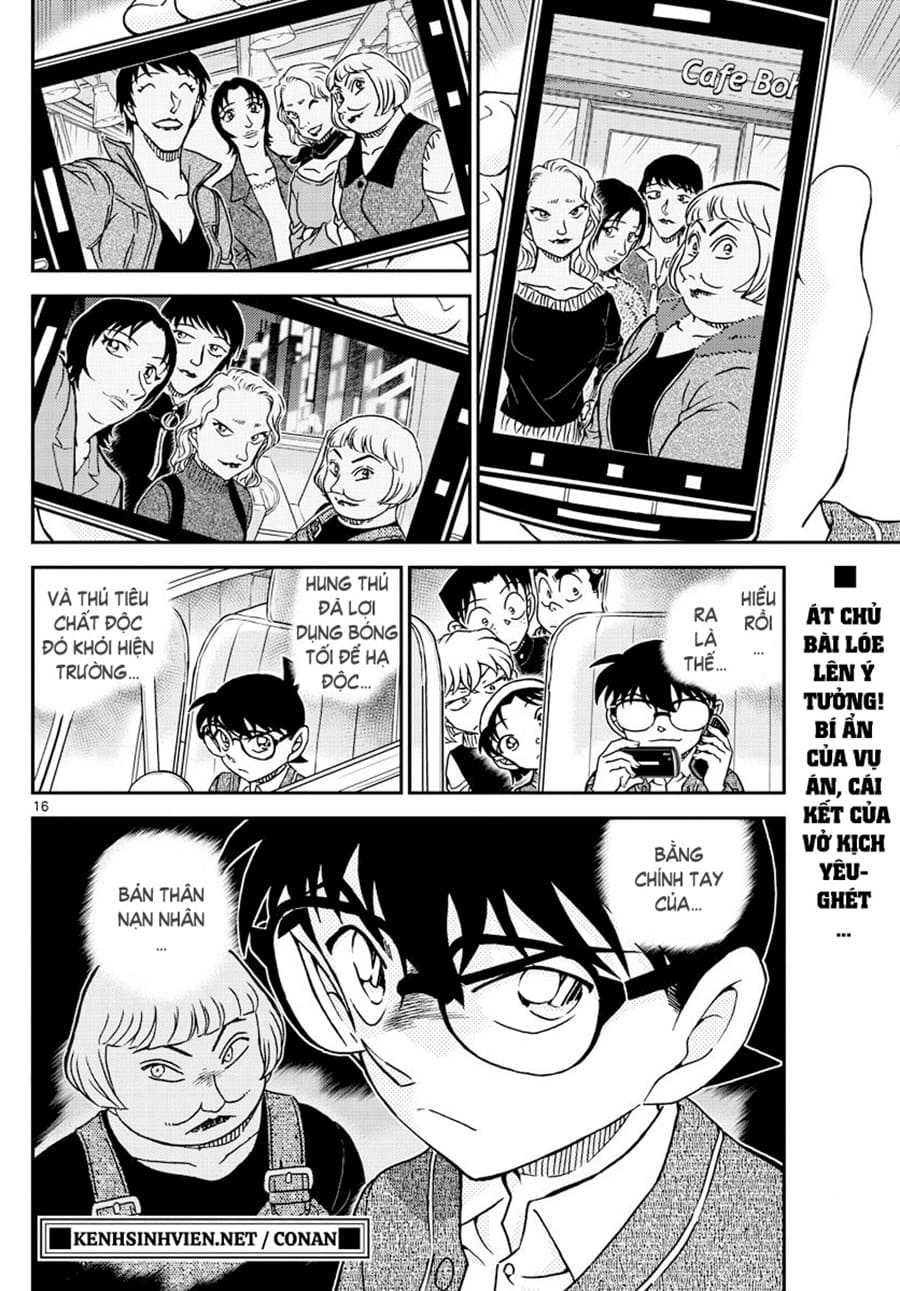 Cafe Boh
HIỂU
RỒI
...
RA
LÀ
THẾ...
HUNG THỦ
ĐÃ LỢI
DỤNG BÓNG
TỐI ĐỂ HẠ
ĐỘC...
VÀ THỦ TIÊU
CHẤT ĐỘC
ĐÓ KHỎI HIỆN
TRƯỜNG...
16
BẰNG
CHÍNH TAY
CỦA...
BẢN THÂN
NẠN NHÂN
...
ÁT CHỦ
BÀI LÓE
LÊN Ý
TƯỞNG!
BÍ ẨN
CỦA VỤ
ÁN, CÁI
KẾT CỦA
VỞ KỊCH
YÊU-
GHÉT
...
KENHSINHVIEN.NET / CONAN